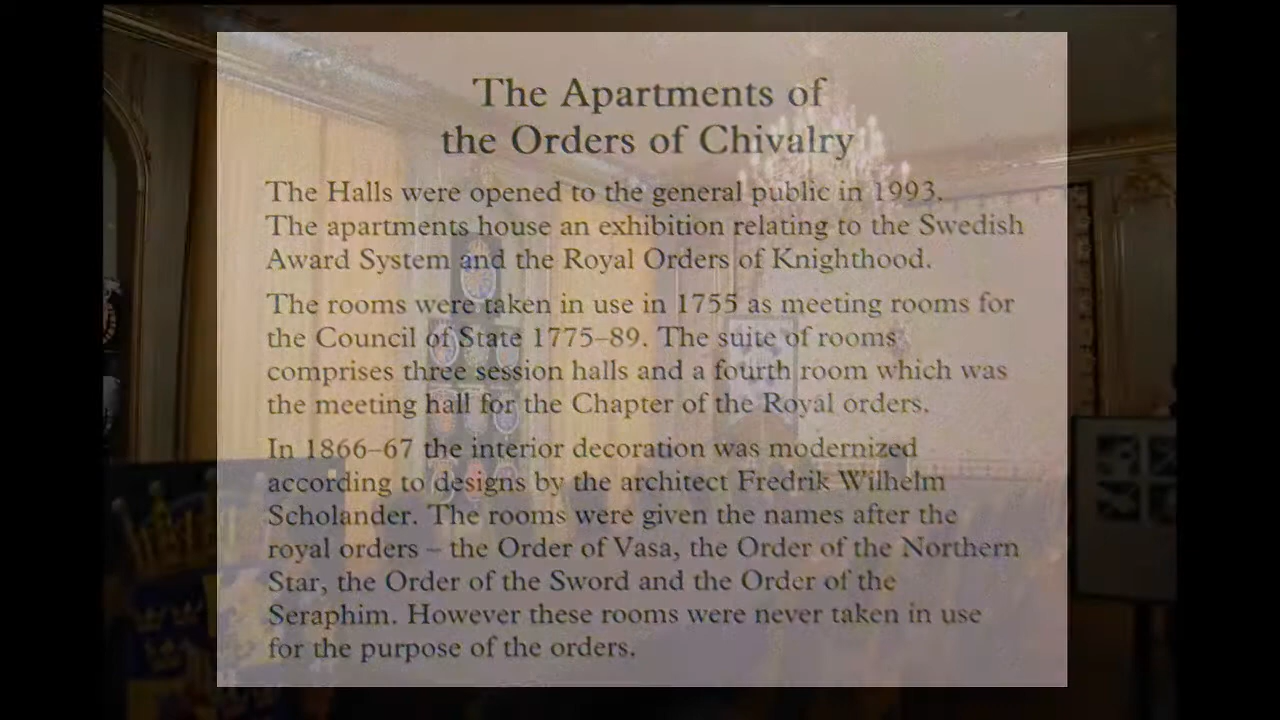 The Apartments of
the Orders of Chivalry
The Halls were opened to the general public in 1993.
The apartments house an exhibition relating to the Swedish
Award System and the Royal Orders of Knighthood.
The rooms were taken in use in 1755 as meeting rooms for
the Council of State 1775–89. The suite of rooms
comprises three session halls and a fourth room which was
the meeting hall for the Chapter of the Royal orders.
In 1866–67 the interior decoration was modernized
according to designs by the architect Fredrik Wilhelm
Scholander. The rooms were given the names after the
royal orders – the Order of Vasa, the Order of the Northern
Star, the Order of the Sword and the Order of the
Seraphim. However these rooms were never taken in use
for the purpose of the orders.